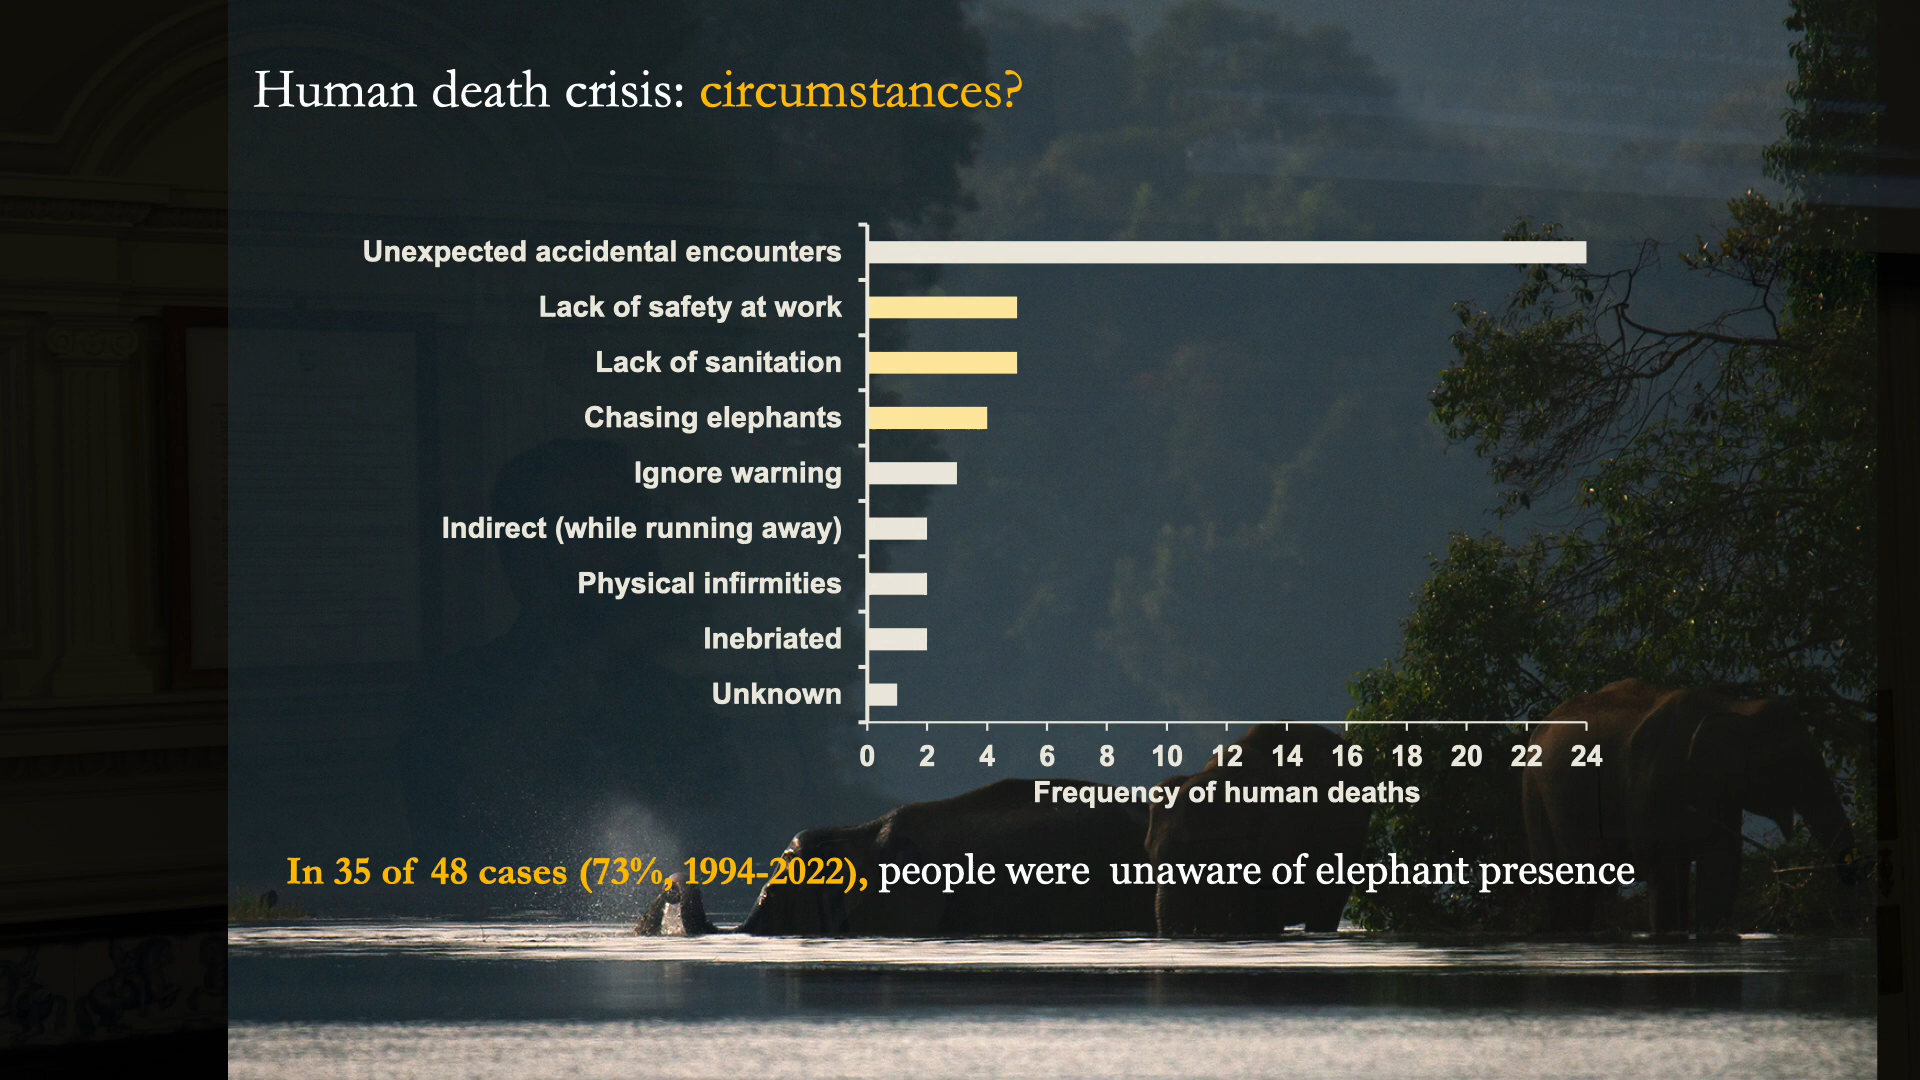 Human death crisis: circumstances?
Unexpected accidental encounters
Lack of safety at work
Lack of sanitation
Chasing elephants
Ignore warning
Indirect (while running away)
Physical infirmities
Inebriated
Unknown
0 2 4 6 8 10 12 14 16 18 20 22 24
Frequency of human deaths
In 35 of 48 cases (73%, 1994-2022), people were unaware of elephant presence